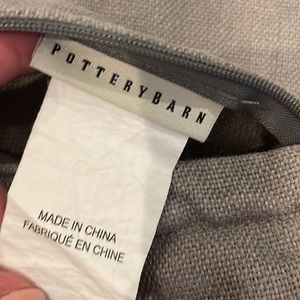 POTTERYBARN
MADE IN CHINA
FABRIQUÉ EN CHINE